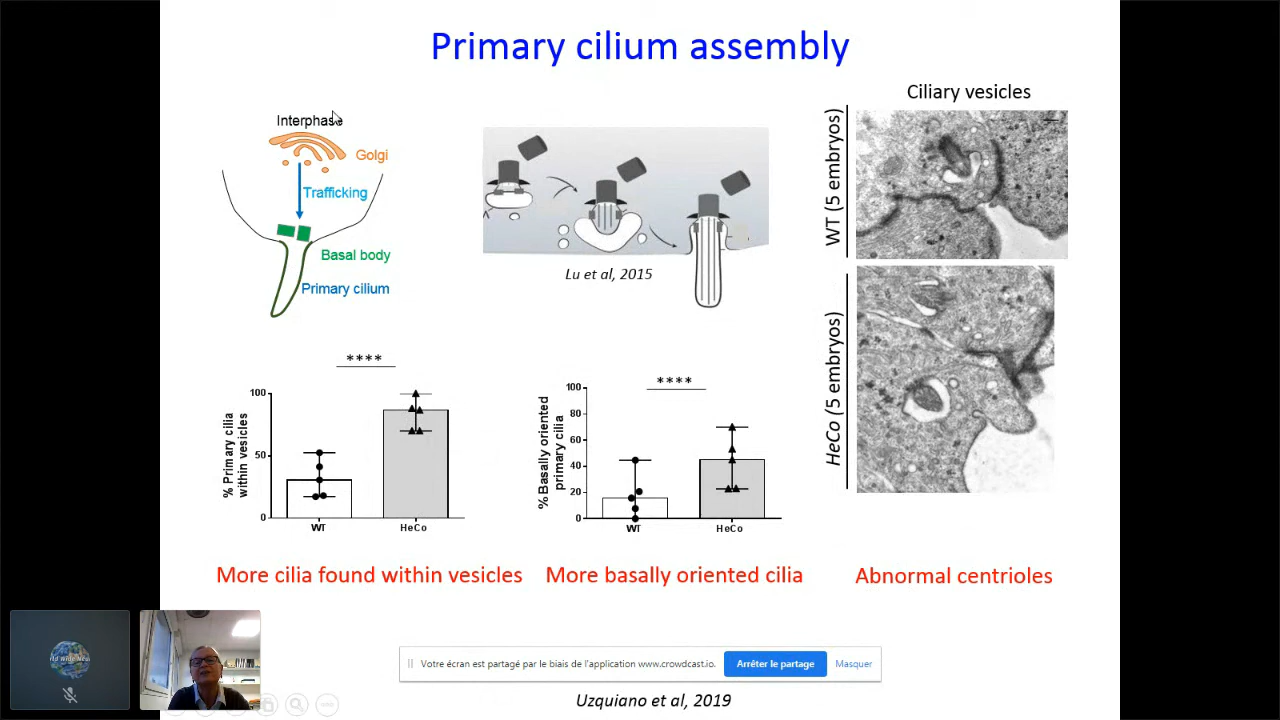 Primary cilium assembly
Interphase
Golgi
Trafficking
Basal body
Primary cilium
Lu et al, 2015
Ciliary vesicles
WT (5 embryos)
HeCo (5 embryos)
****
% Primary cilia
within vesicles
100
50
0
WT
HeCo
****
% Basally oriented
primary cilia
100
80
60
40
20
0
WT
HeCo
More cilia found within vesicles
More basally oriented cilia
Abnormal centrioles
Votre écran est partagé par le biais de l'application www.crowdcast.io.
Arrêter le partage
Masquer
Uzquiano et al, 2019